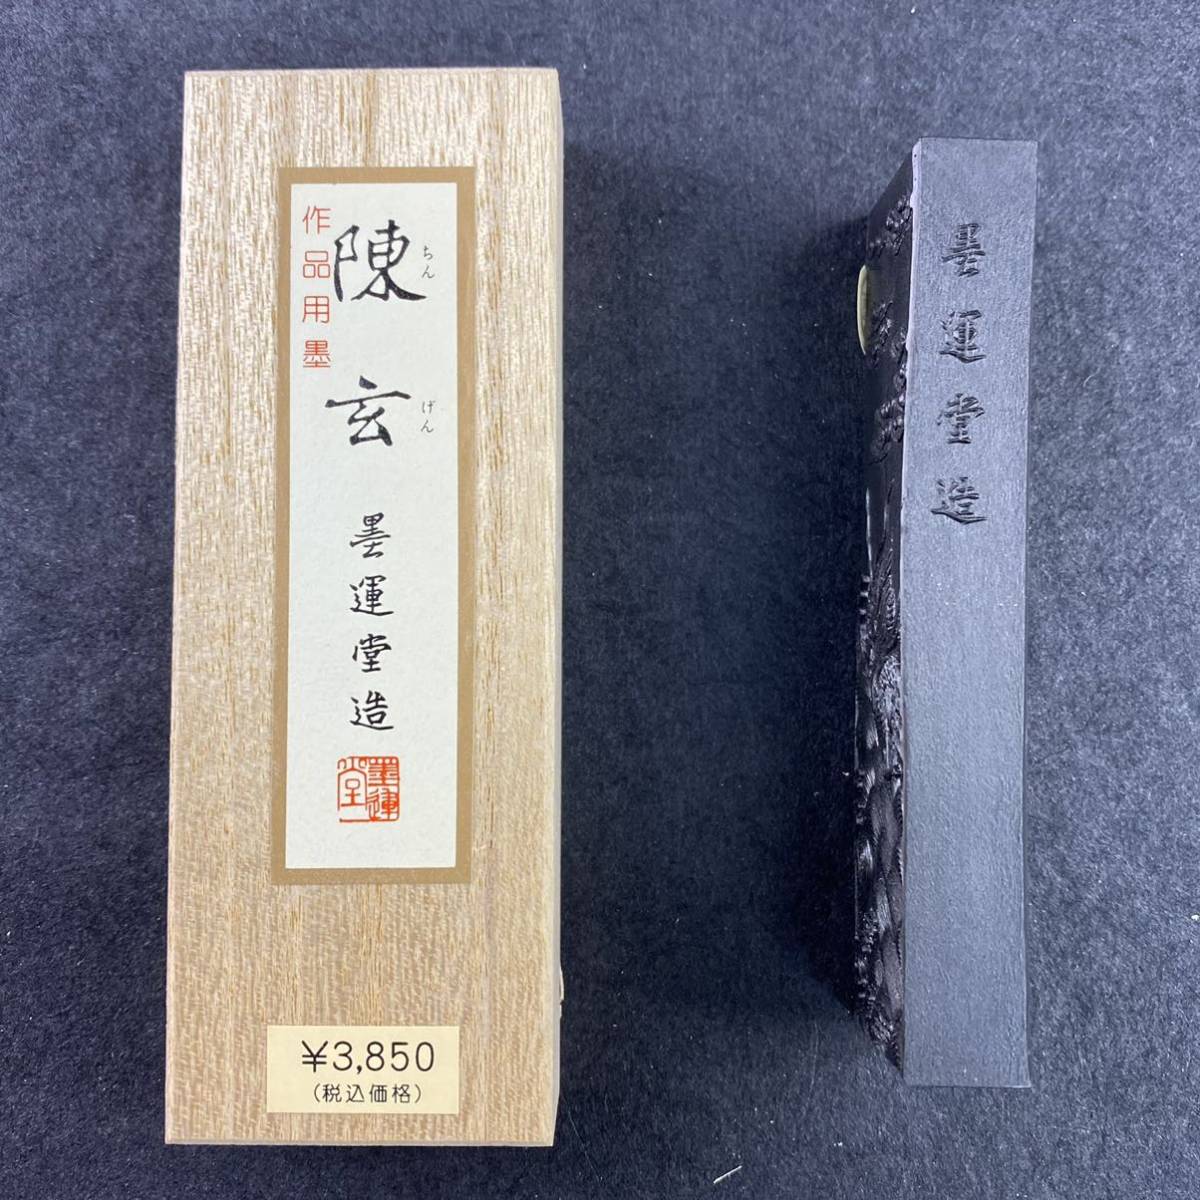 作品用墨
陳玄
ちんげん
墨運堂造
墨運堂
¥3,850
(税込価格)
墨運堂造